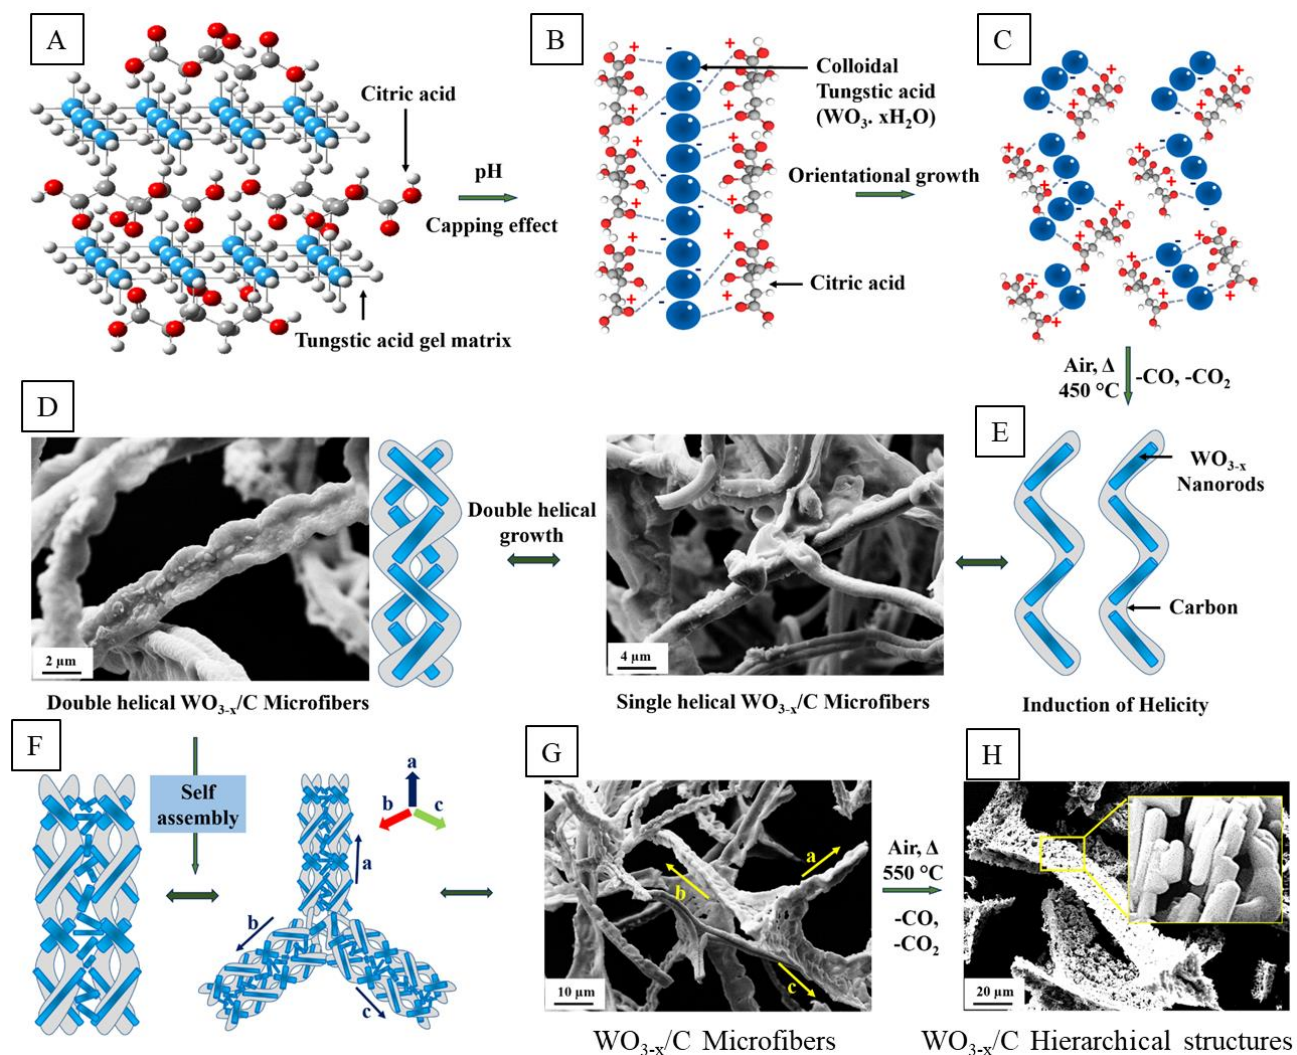 A
Citric acid
Tungstic acid gel matrix
pH
Capping effect
B
+
-
+
Colloidal
Tungstic acid
(WO₃. xH₂O)
+
-
+
-
+
-
+
+
-
+
+
-
+
+
-
+
Citric acid
Orientational growth
C
+
-
+
+
-
+
+
-
+
+
-
+
+
-
+
+
-
+
-
+
-
+
Air, Δ
450 °C
-CO, -CO₂
D
2 µm
Double helical WO₃₋ₓ/C Microfibers
Double helical
growth
4 µm
Single helical WO₃₋ₓ/C Microfibers
E
WO₃₋ₓ
Nanorods
Carbon
Induction of Helicity
F
Self
assembly
a
b
c
a
b
c
G
a
b
c
10 µm
WO₃₋ₓ/C Microfibers
Air, Δ
550 °C
-CO,
-CO₂
H
20 µm
WO₃₋ₓ/C Hierarchical structures